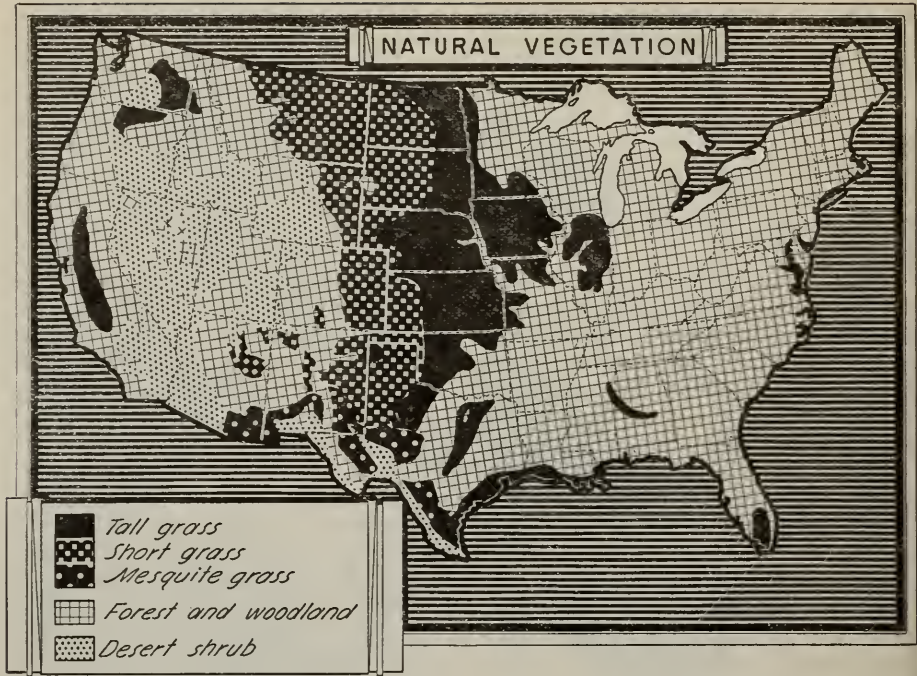 NATURAL VEGETATION
Tall grass
Short grass
Mesquite grass
Forest and woodland
Desert shrub